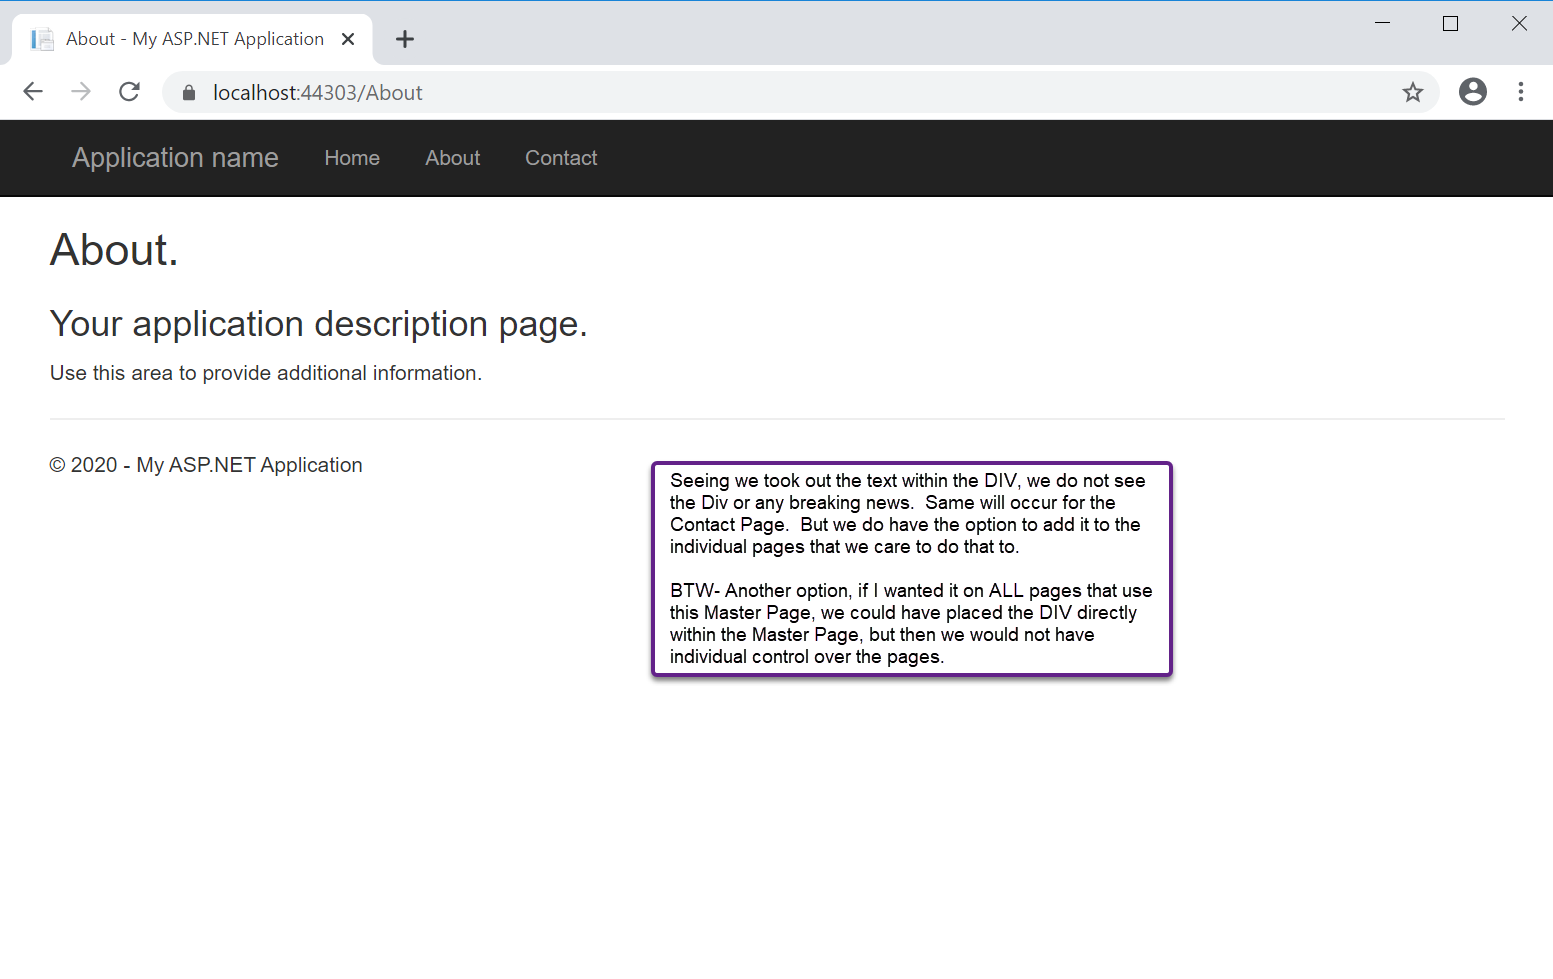 About - My ASP.NET Application
localhost:44303/About
Application name Home About Contact
About.
Your application description page.
Use this area to provide additional information.
© 2020 - My ASP.NET Application
Seeing we took out the text within the DIV, we do not see
the Div or any breaking news.  Same will occur for the
Contact Page.  But we do have the option to add it to the
individual pages that we care to do that to.
BTW- Another option, if I wanted it on ALL pages that use
this Master Page, we could have placed the DIV directly
within the Master Page, but then we would not have
individual control over the pages.